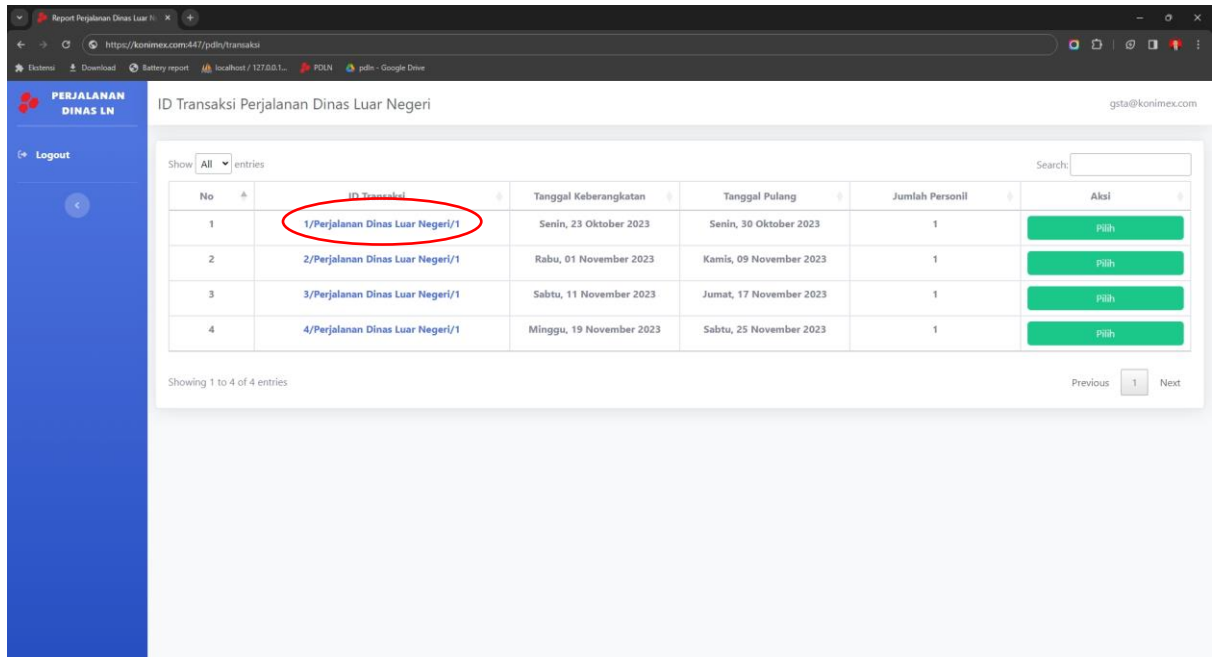 Report Perjalanan Dinas Luar N
https://konimex.com:447/pdln/transaksi
Ekstensi Download Battery report localhost / 127.0.0.1... PDLN pdln - Google Drive
PERJALANAN
DINAS LN
ID Transaksi Perjalanan Dinas Luar Negeri
gsta@konimex.com
Logout
Show All entries
Search:
No ID Transaksi Tanggal Keberangkatan Tanggal Pulang Jumlah Personil Aksi
1 1/Perjalanan Dinas Luar Negeri/1 Senin, 23 Oktober 2023 Senin, 30 Oktober 2023 1 Pilih
2 2/Perjalanan Dinas Luar Negeri/1 Rabu, 01 November 2023 Kamis, 09 November 2023 1 Pilih
3 3/Perjalanan Dinas Luar Negeri/1 Sabtu, 11 November 2023 Jumat, 17 November 2023 1 Pilih
4 4/Perjalanan Dinas Luar Negeri/1 Minggu, 19 November 2023 Sabtu, 25 November 2023 1 Pilih
Showing 1 to 4 of 4 entries
Previous 1 Next